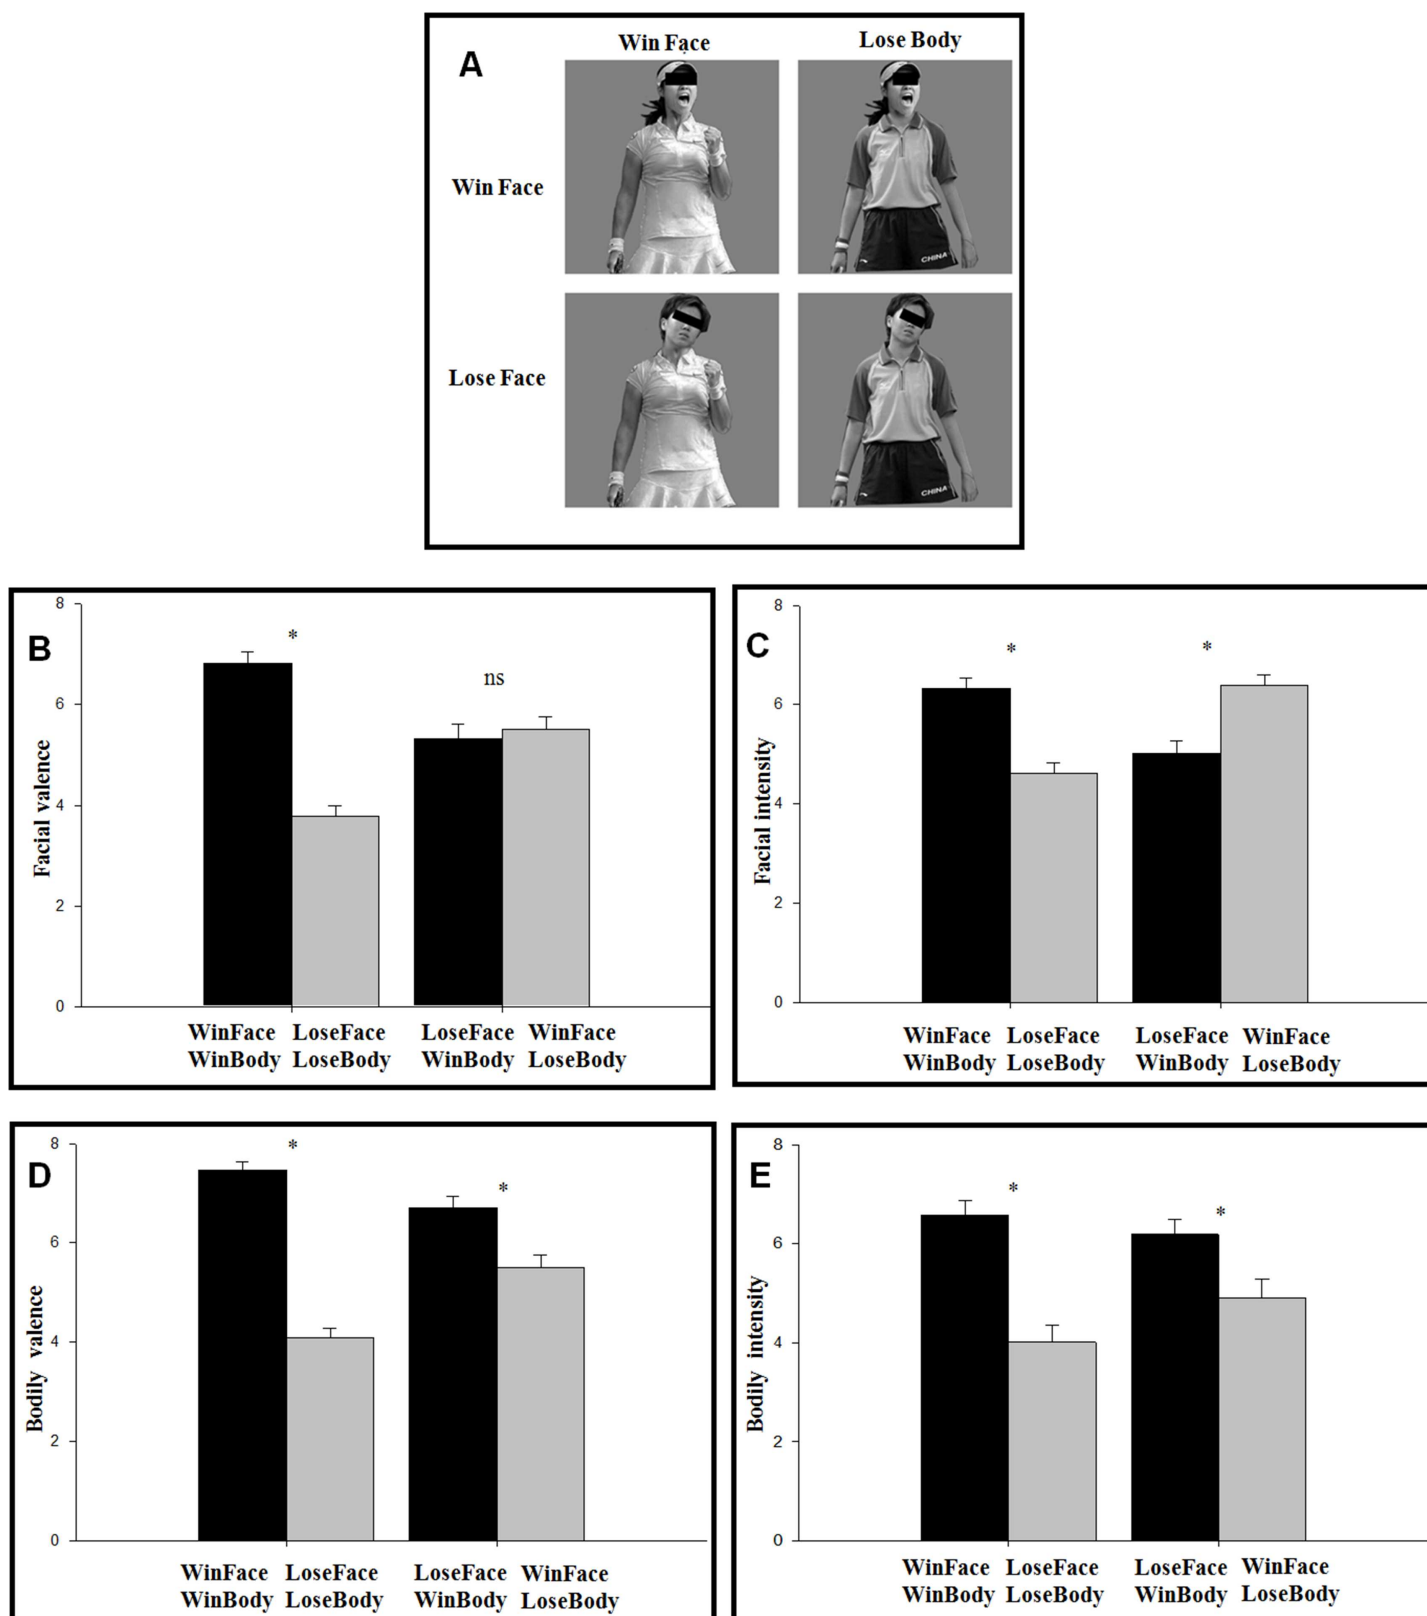 A
Win Face
Lose Body
Win Face
CHINA
Lose Face
CHINA
B
8
6
4
2
0
Facial valence
*
ns
WinFace LoseFace LoseFace WinFace
WinBody LoseBody WinBody LoseBody
C
8
6
4
2
0
Facial intensity
*
*
WinFace LoseFace LoseFace WinFace
WinBody LoseBody WinBody LoseBody
D
8
6
4
2
0
Bodily valence
*
*
WinFace LoseFace LoseFace WinFace
WinBody LoseBody WinBody LoseBody
E
8
6
4
2
0
Bodily intensity
*
*
WinFace LoseFace LoseFace WinFace
WinBody LoseBody WinBody LoseBody